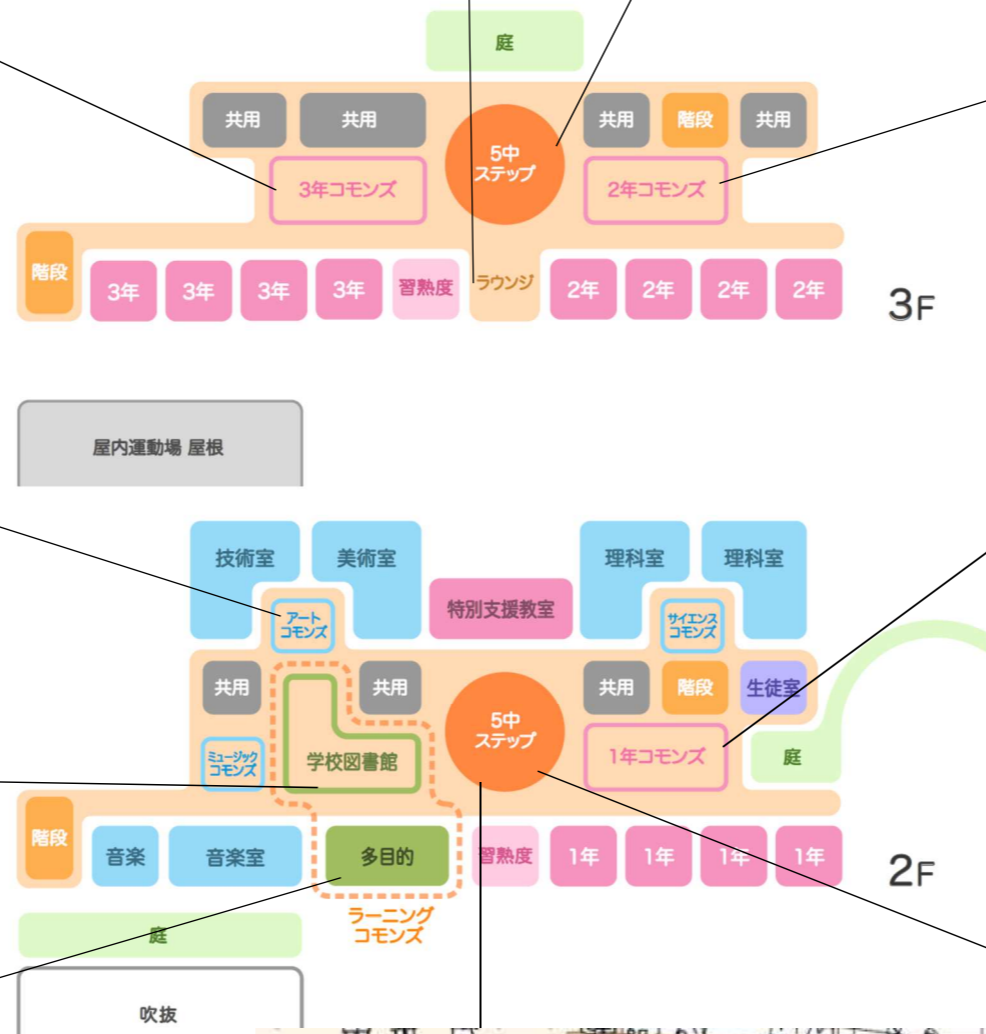 庭
共用
共用
5中
ステップ
共用
階段
共用
3年コモンズ
2年コモンズ
階段
3年
3年
3年
3年
習熟度
ラウンジ
2年
2年
2年
2年
3F
屋内運動場 屋根
技術室
美術室
理科室
理科室
特別支援教室
アート
コモンズ
サイエンス
コモンズ
共用
共用
5中
ステップ
共用
階段
生徒室
ミュージック
コモンズ
学校図書館
1年コモンズ
庭
階段
音楽
音楽室
多目的
習熟度
1年
1年
1年
1年
2F
ラーニング
コモンズ
庭
吹抜